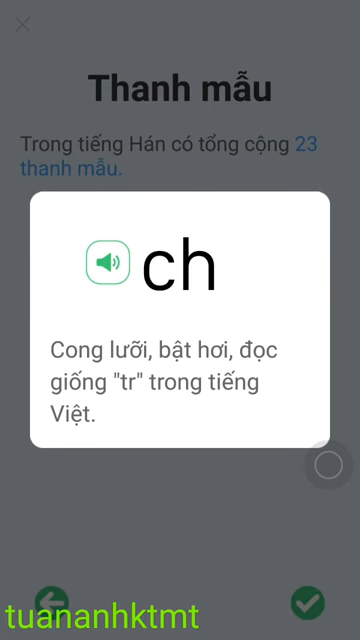 Thanh mẫu
Trong tiếng Hán có tổng cộng 23
thanh mẫu.
ch
Cong lưỡi, bật hơi, đọc
giống "tr" trong tiếng
Việt.
tuananhktmt